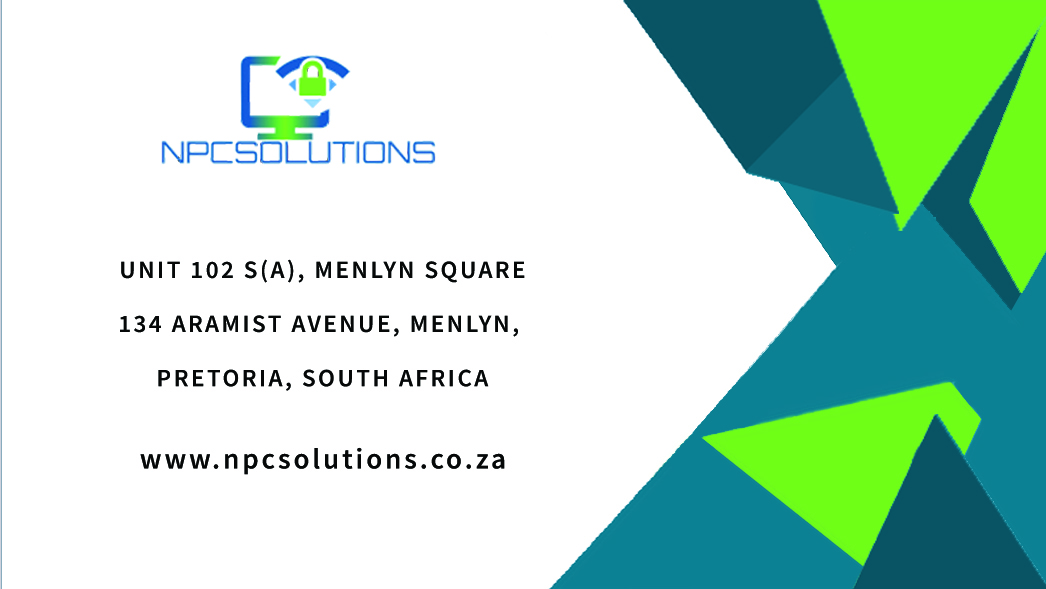 NPCSOLUTIONS
UNIT 102 S(A), MENLYN SQUARE
134 ARAMIST AVENUE, MENLYN,
PRETORIA, SOUTH AFRICA
www.npcsolutions.co.za